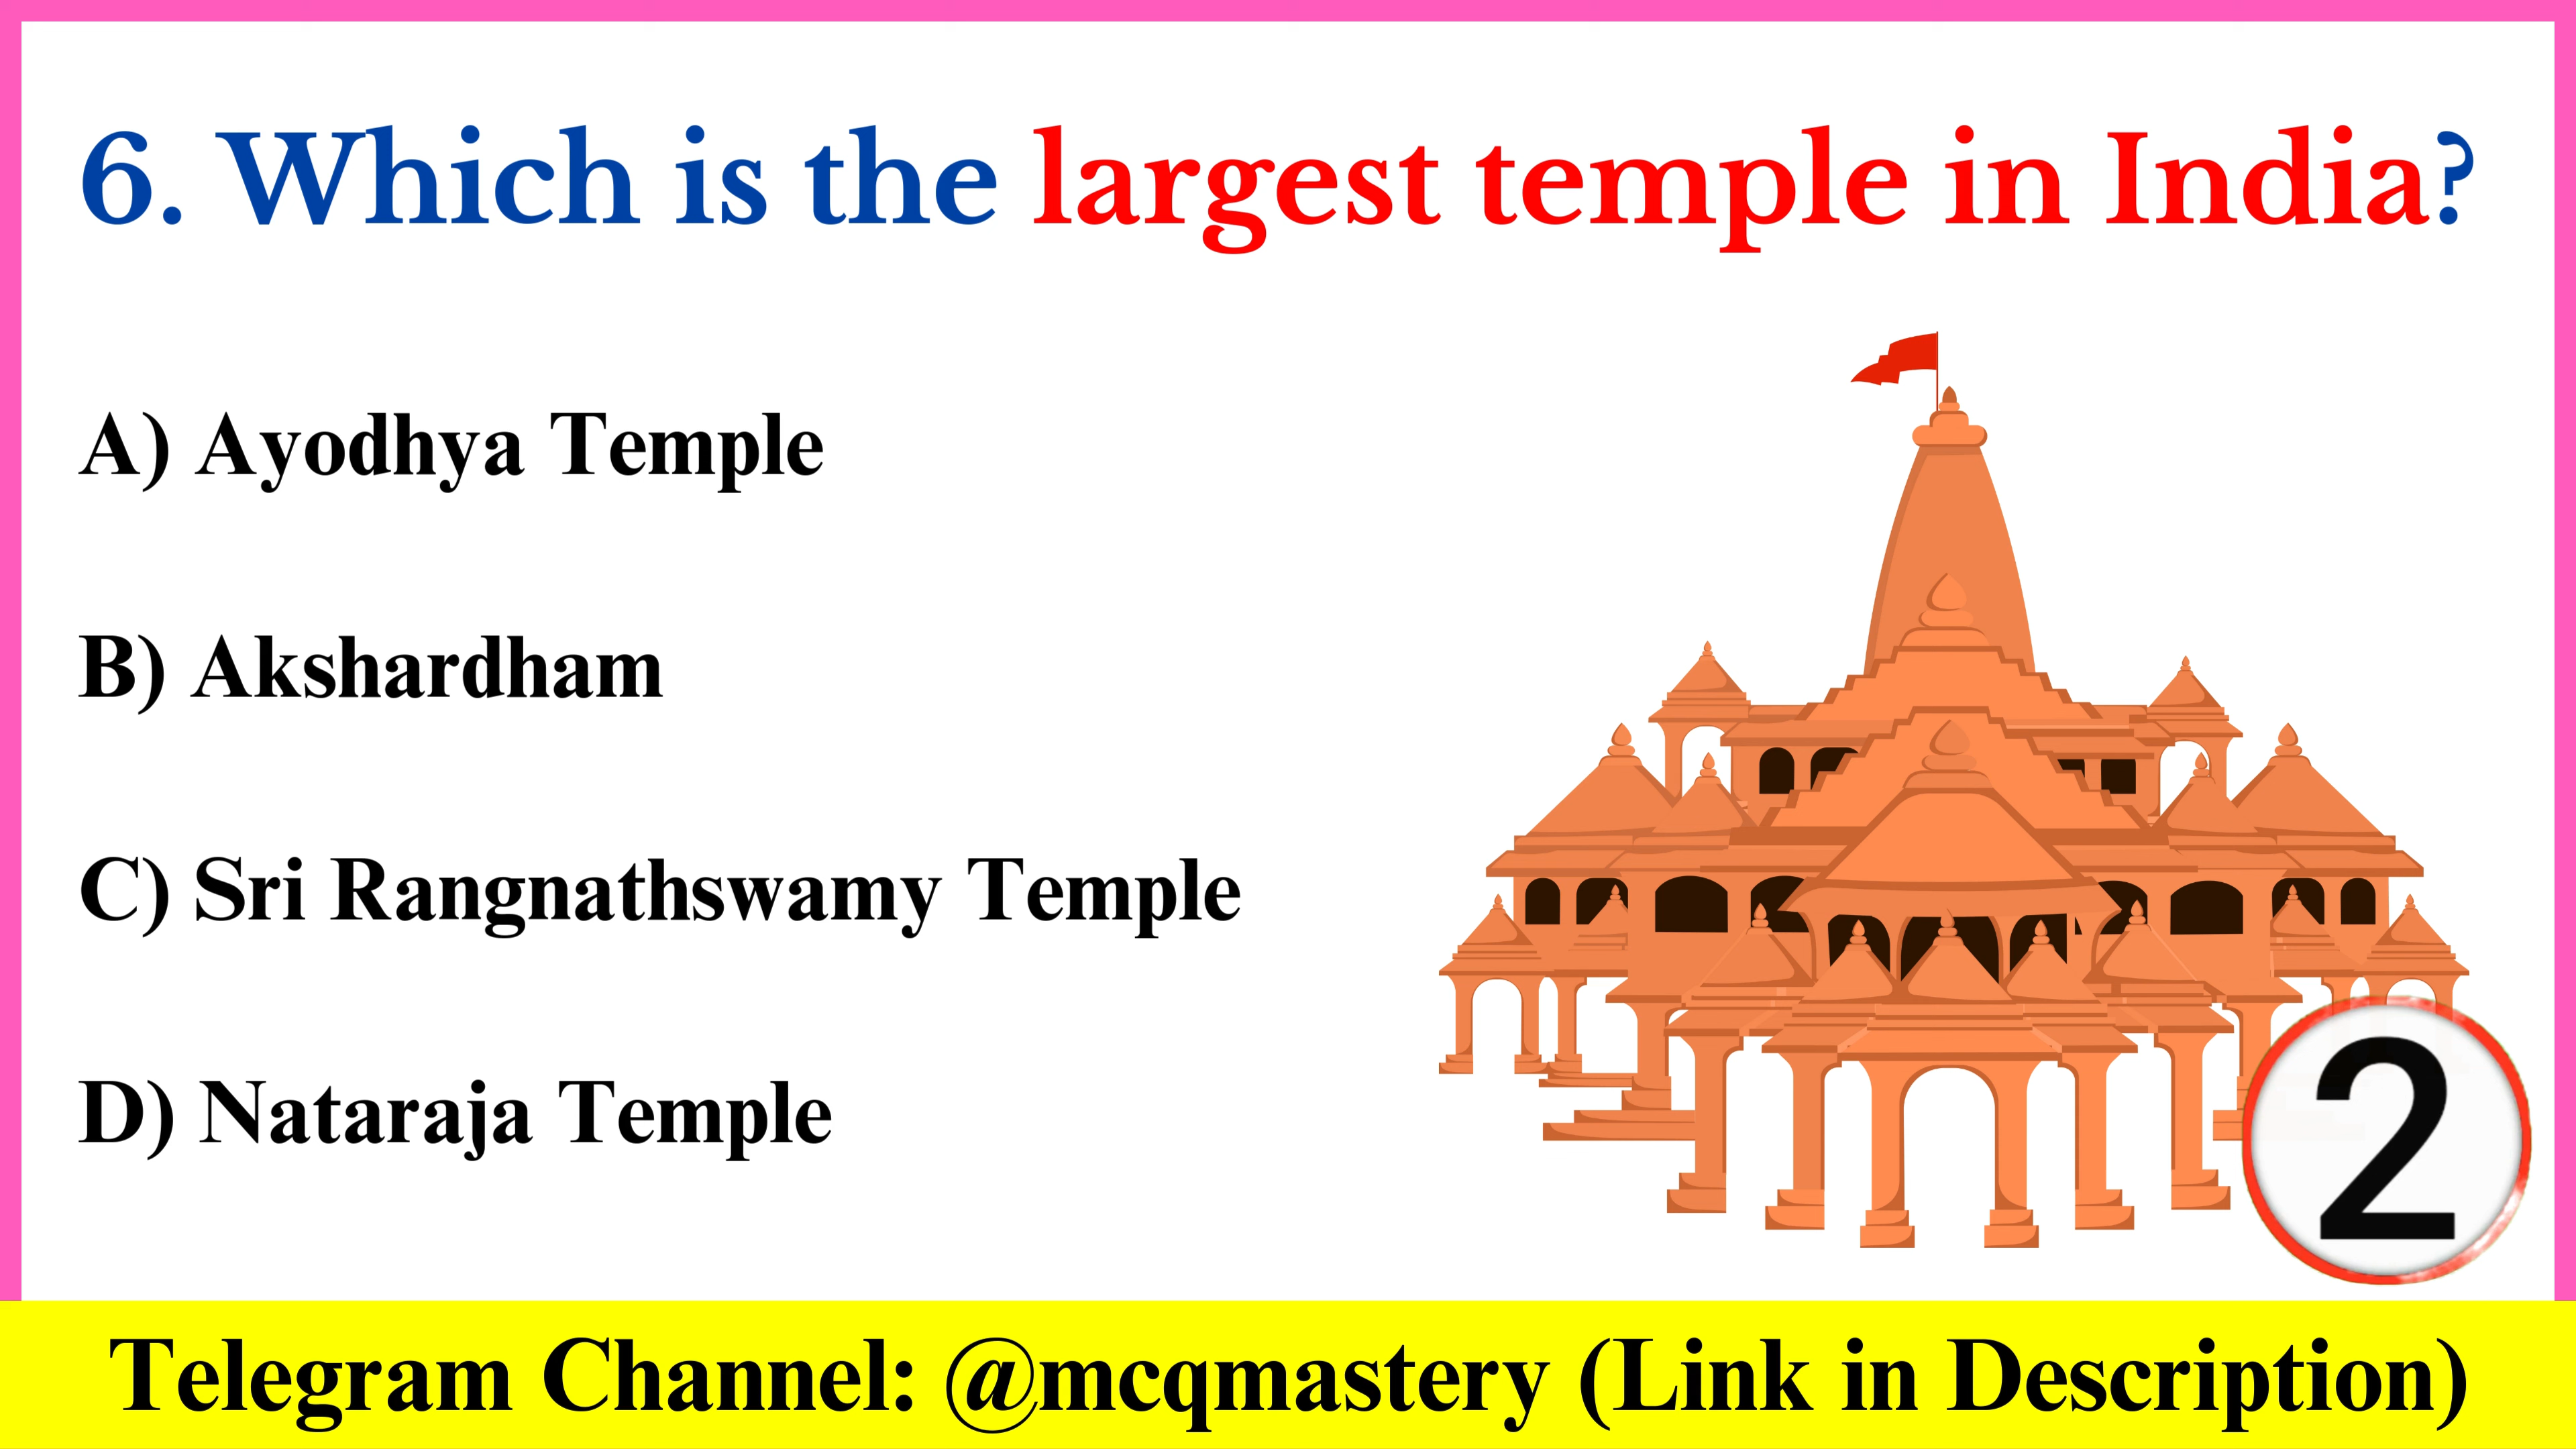 6. Which is the largest temple in India?
A) Ayodhya Temple
B) Akshardham
C) Sri Rangnathswamy Temple
D) Nataraja Temple
2
Telegram Channel: @mcqmastery (Link in Description)